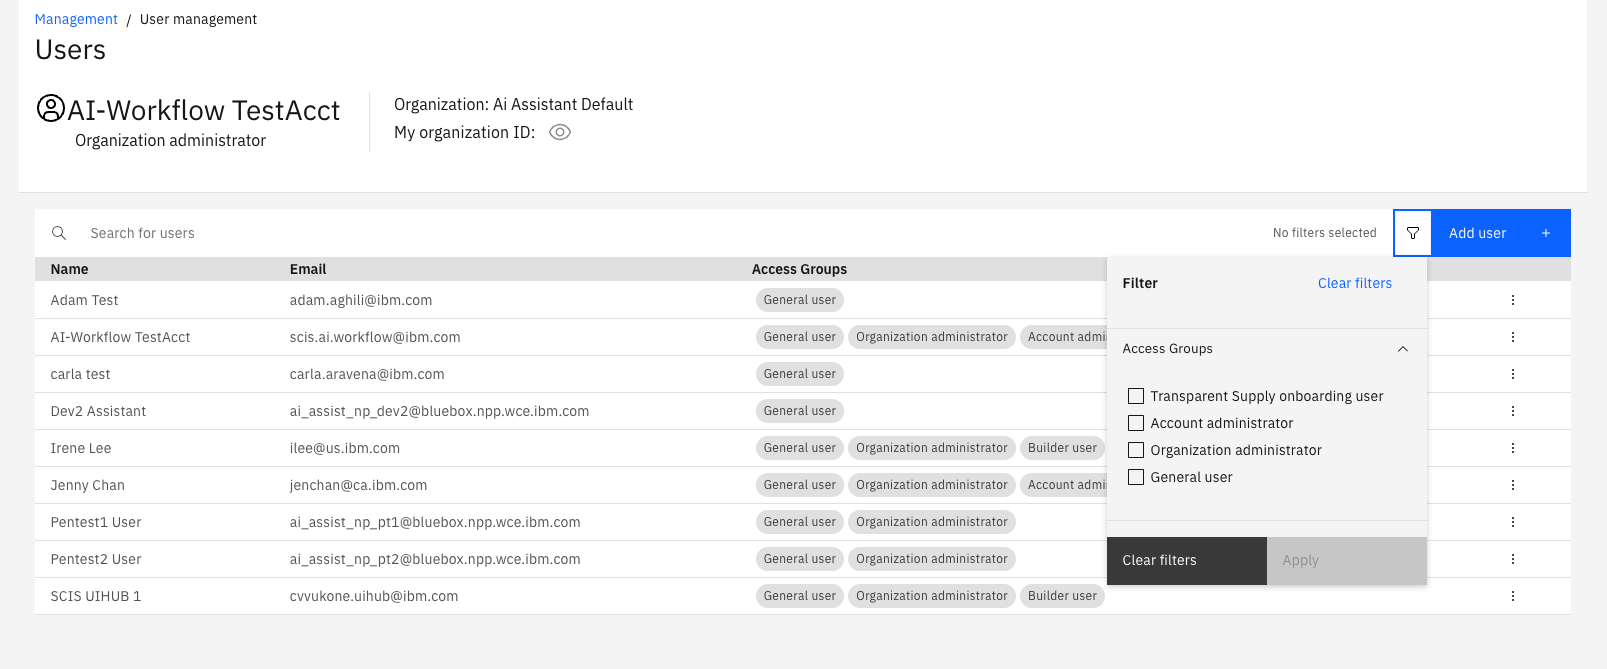 Management / User management
Users
AI-Workflow TestAcct
Organization administrator
Organization: Ai Assistant Default
My organization ID:
Search for users
No filters selected
Add user +
Name Email Access Groups
Adam Test adam.aghili@ibm.com General user
AI-Workflow TestAcct scis.ai.workflow@ibm.com General user Organization administrator Account admi
carla test carla.aravena@ibm.com General user
Dev2 Assistant ai_assist_np_dev2@bluebox.npp.wce.ibm.com General user
Irene Lee ilee@us.ibm.com General user Organization administrator Builder user
Jenny Chan jenchan@ca.ibm.com General user Organization administrator Account admi
Pentest1 User ai_assist_np_pt1@bluebox.npp.wce.ibm.com General user Organization administrator
Pentest2 User ai_assist_np_pt2@bluebox.npp.wce.ibm.com General user Organization administrator
SCIS UIHUB 1 cvvukone.uihub@ibm.com General user Organization administrator Builder user
Filter Clear filters
Access Groups
Transparent Supply onboarding user
Account administrator
Organization administrator
General user
Clear filters Apply